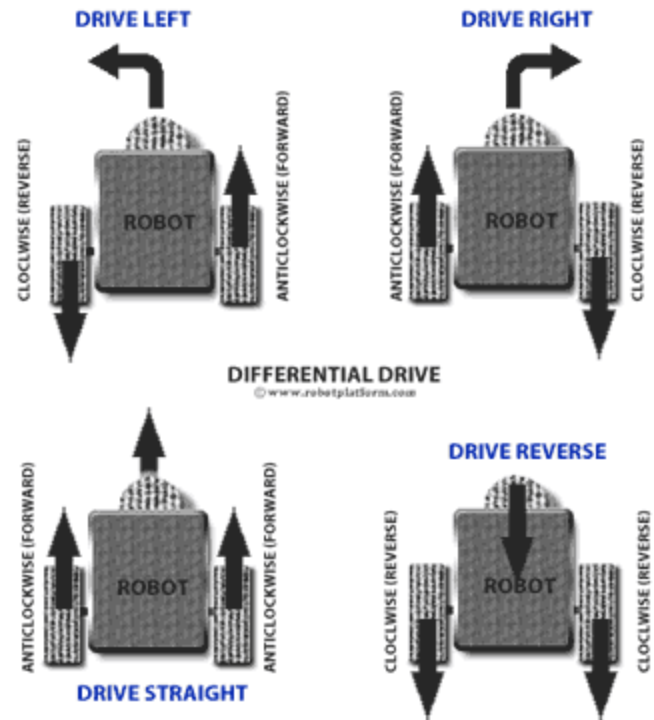 DRIVE LEFT
DRIVE RIGHT
CLOCLWISE (REVERSE)
ROBOT
ANTICLOCKWISE (FORWARD)
ANTICLOCKWISE (FORWARD)
ROBOT
CLOCLWISE (REVERSE)
DIFFERENTIAL DRIVE
©www.robotplatform.com
DRIVE REVERSE
ANTICLOCKWISE (FORWARD)
ROBOT
ANTICLOCKWISE (FORWARD)
CLOCLWISE (REVERSE)
ROBOT
CLOCLWISE (REVERSE)
DRIVE STRAIGHT